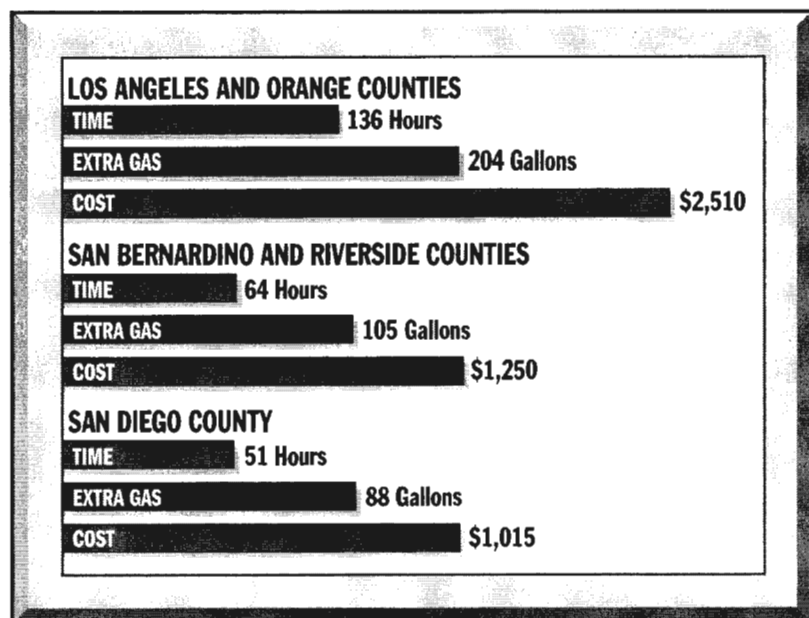 LOS ANGELES AND ORANGE COUNTIES
TIME 136 Hours
EXTRA GAS 204 Gallons
COST $2,510
SAN BERNARDINO AND RIVERSIDE COUNTIES
TIME 64 Hours
EXTRA GAS 105 Gallons
COST $1,250
SAN DIEGO COUNTY
TIME 51 Hours
EXTRA GAS 88 Gallons
COST $1,015